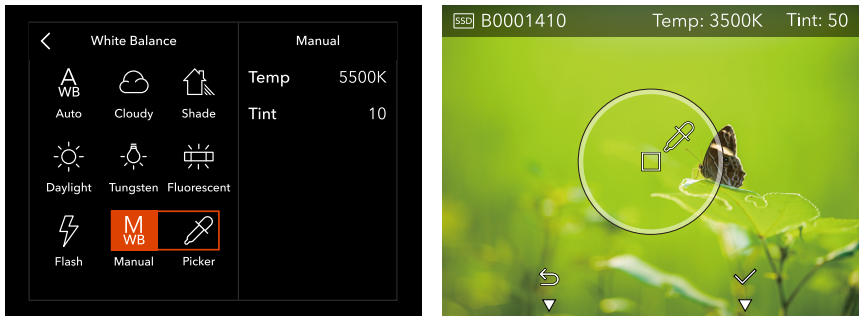 White Balance
Manual
A
WB
Auto
Cloudy
Shade
Temp 5500K
Tint 10
Daylight
Tungsten
Fluorescent
Flash
M
WB
Manual
Picker
SSD B0001410 Temp: 3500K Tint: 50